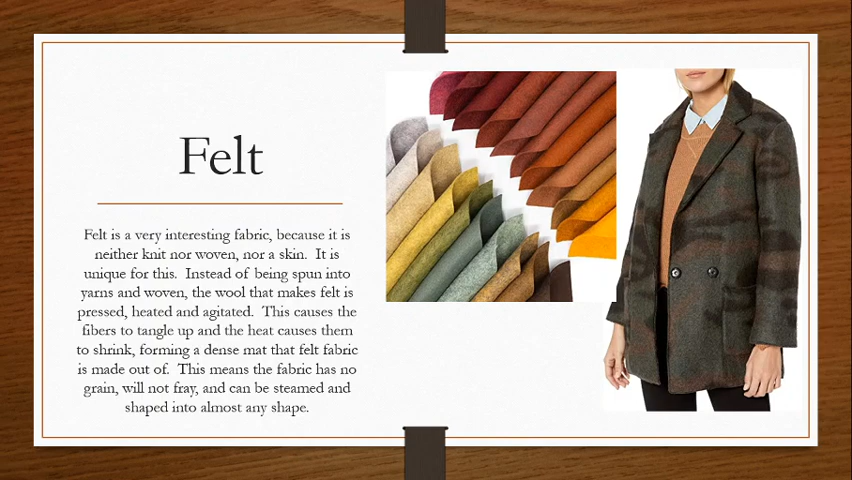 Felt
Felt is a very interesting fabric, because it is
neither knit nor woven, nor a skin.  It is
unique for this.  Instead of being spun into
yarns and woven, the wool that makes felt is
pressed, heated and agitated.  This causes the
fibers to tangle up and the heat causes them
to shrink, forming a dense mat that felt fabric
is made out of.  This means the fabric has no
grain, will not fray, and can be steamed and
shaped into almost any shape.